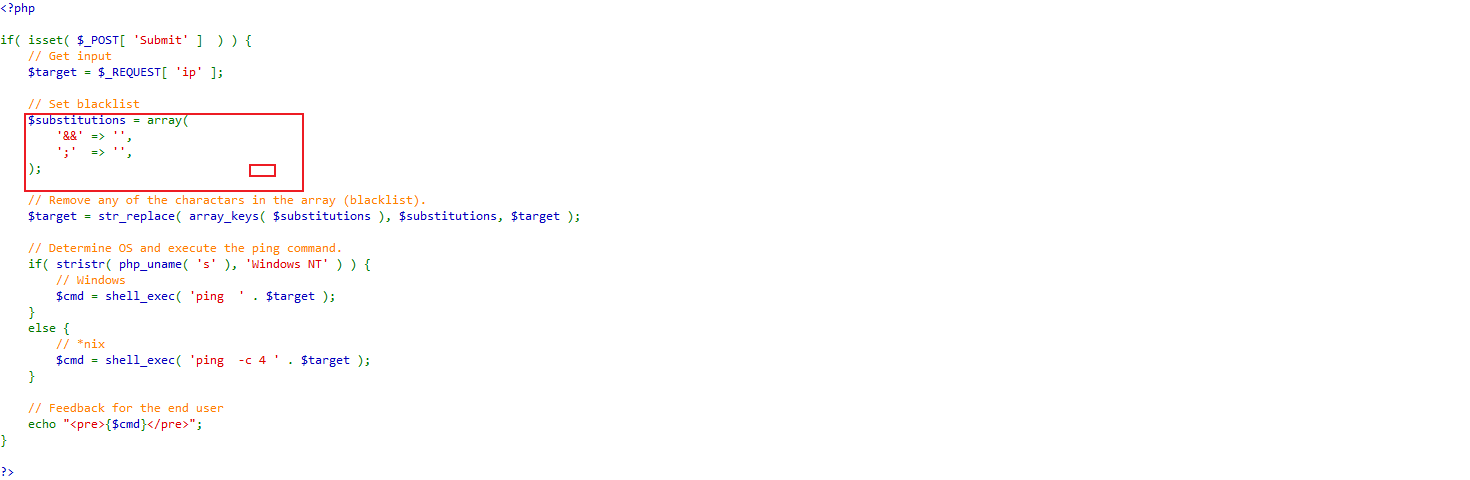 <?php
if( isset( $_POST[ 'Submit' ]  ) ) {
// Get input
$target = $_REQUEST[ 'ip' ];
// Set blacklist
$substitutions = array(
'&&' => '',
';'  => '',
);
// Remove any of the charactars in the array (blacklist).
$target = str_replace( array_keys( $substitutions ), $substitutions, $target );
// Determine OS and execute the ping command.
if( stristr( php_uname( 's' ), 'Windows NT' ) ) {
// Windows
$cmd = shell_exec( 'ping  ' . $target );
}
else {
// *nix
$cmd = shell_exec( 'ping  -c 4 ' . $target );
}
// Feedback for the end user
echo "<pre>{$cmd}</pre>";
}
?>